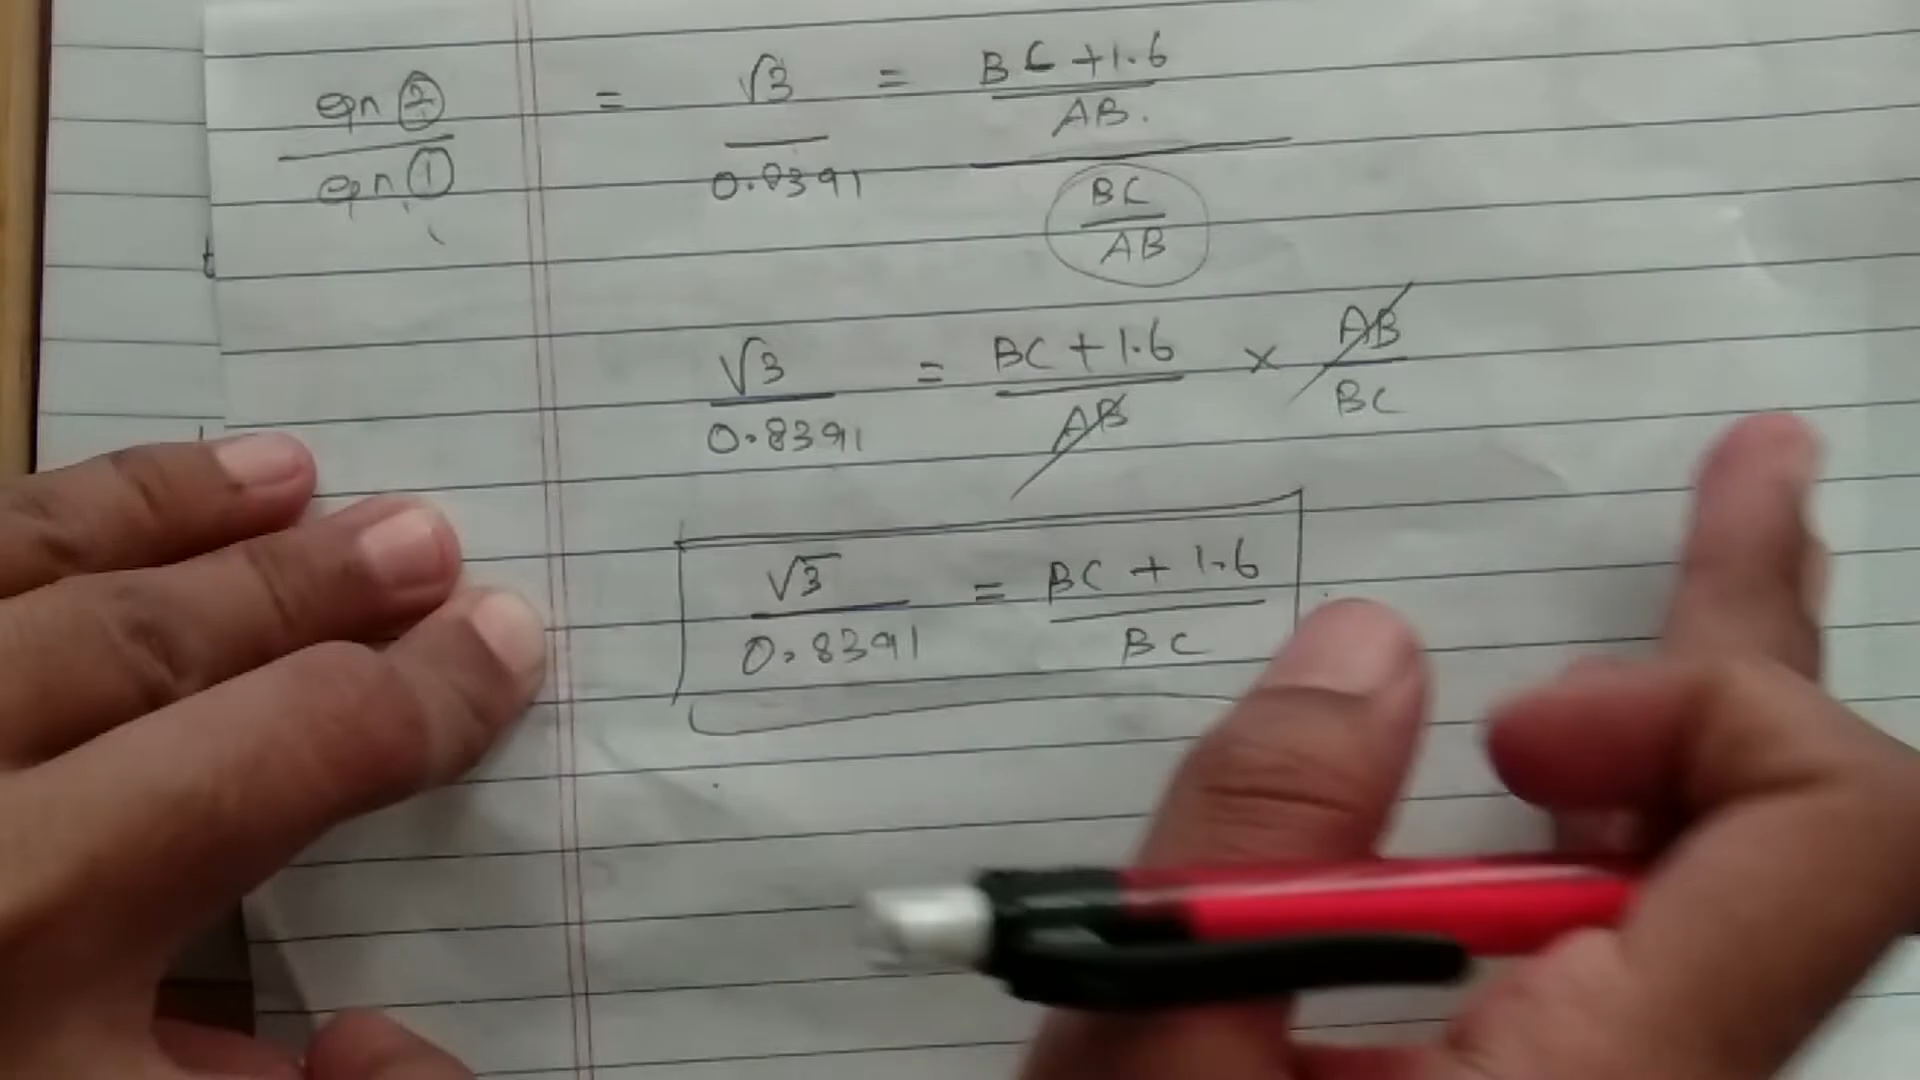 eqn ② = √3 = BC + 1.6
eqn ① 0.8391 AB.
BC
AB
√3 = BC + 1.6 × AB
0.8391 AB BC
√3 = BC + 1.6
0.8391 BC